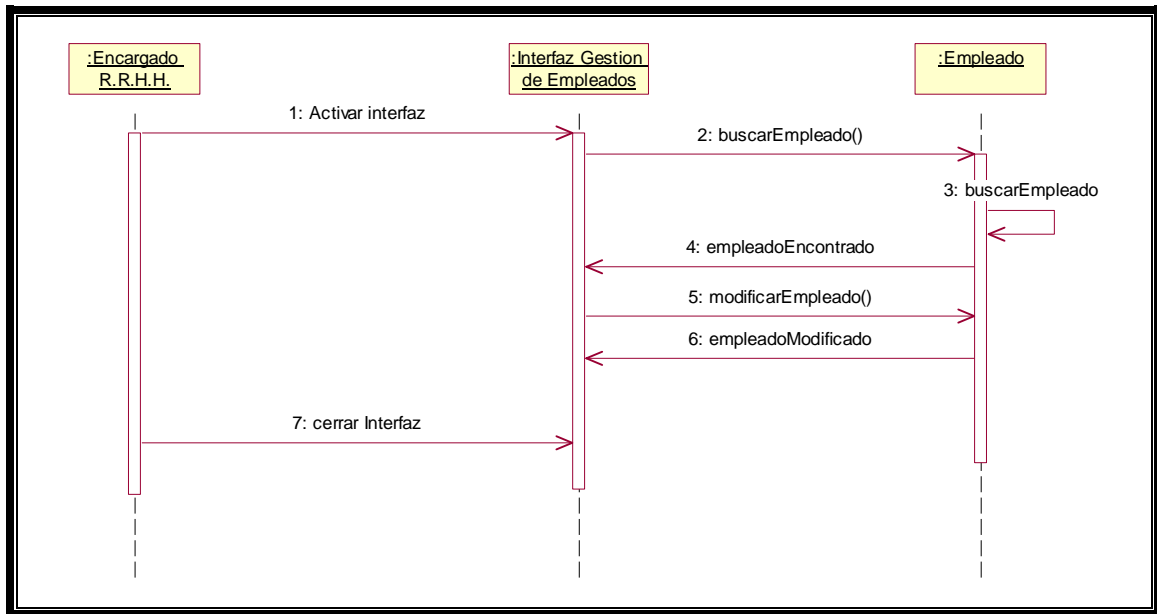 :Encargado
R.R.H.H.
:Interfaz Gestion
de Empleados
:Empleado
1: Activar interfaz
2: buscarEmpleado()
3: buscarEmpleado
4: empleadoEncontrado
5: modificarEmpleado()
6: empleadoModificado
7: cerrar Interfaz